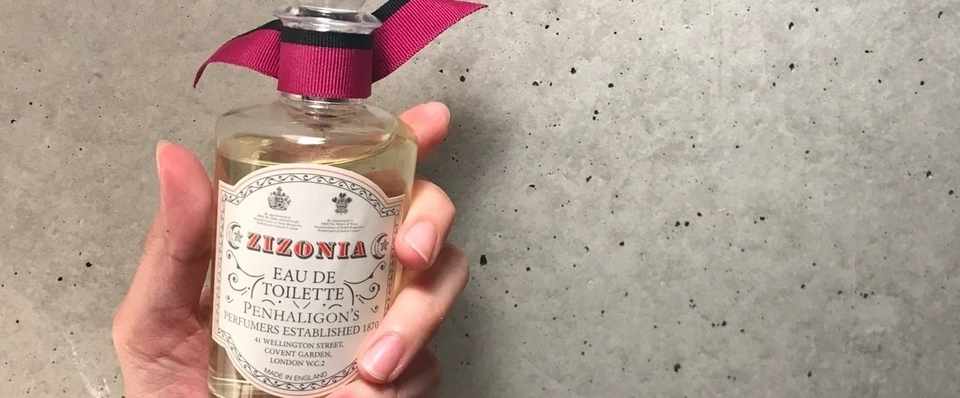 ZIZONIA
EAU DE
TOILETTE
PENHALIGON'S
PERFUMERS ESTABLISHED 1870
41 WELLINGTON STREET,
COVENT GARDEN,
LONDON W.C.2
MADE IN ENGLAND